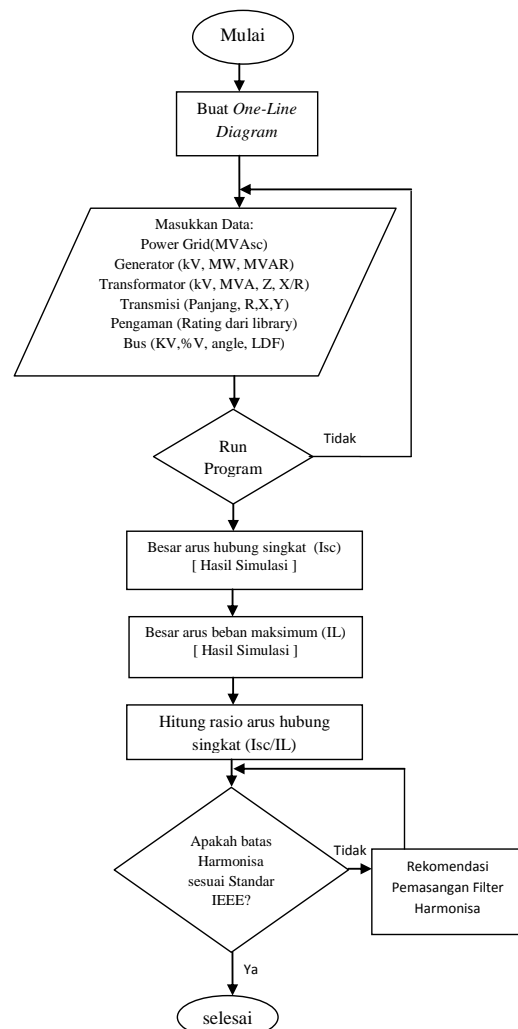 Mulai
Buat One-Line
Diagram
Masukkan Data:
Power Grid(MVAsc)
Generator (kV, MW, MVAR)
Transformator (kV, MVA, Z, X/R)
Transmisi (Panjang, R,X,Y)
Pengaman (Rating dari library)
Bus (KV,%V, angle, LDF)
Run
Program
Tidak
Besar arus hubung singkat (Isc)
[ Hasil Simulasi ]
Besar arus beban maksimum (IL)
[ Hasil Simulasi ]
Hitung rasio arus hubung
singkat (Isc/IL)
Apakah batas
Harmonisa
sesuai Standar
IEEE?
Tidak
Rekomendasi
Pemasangan Filter
Harmonisa
Ya
selesai